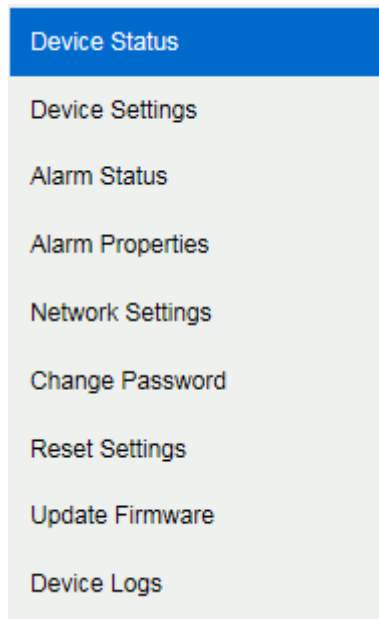 Device Status
Device Settings
Alarm Status
Alarm Properties
Network Settings
Change Password
Reset Settings
Update Firmware
Device Logs